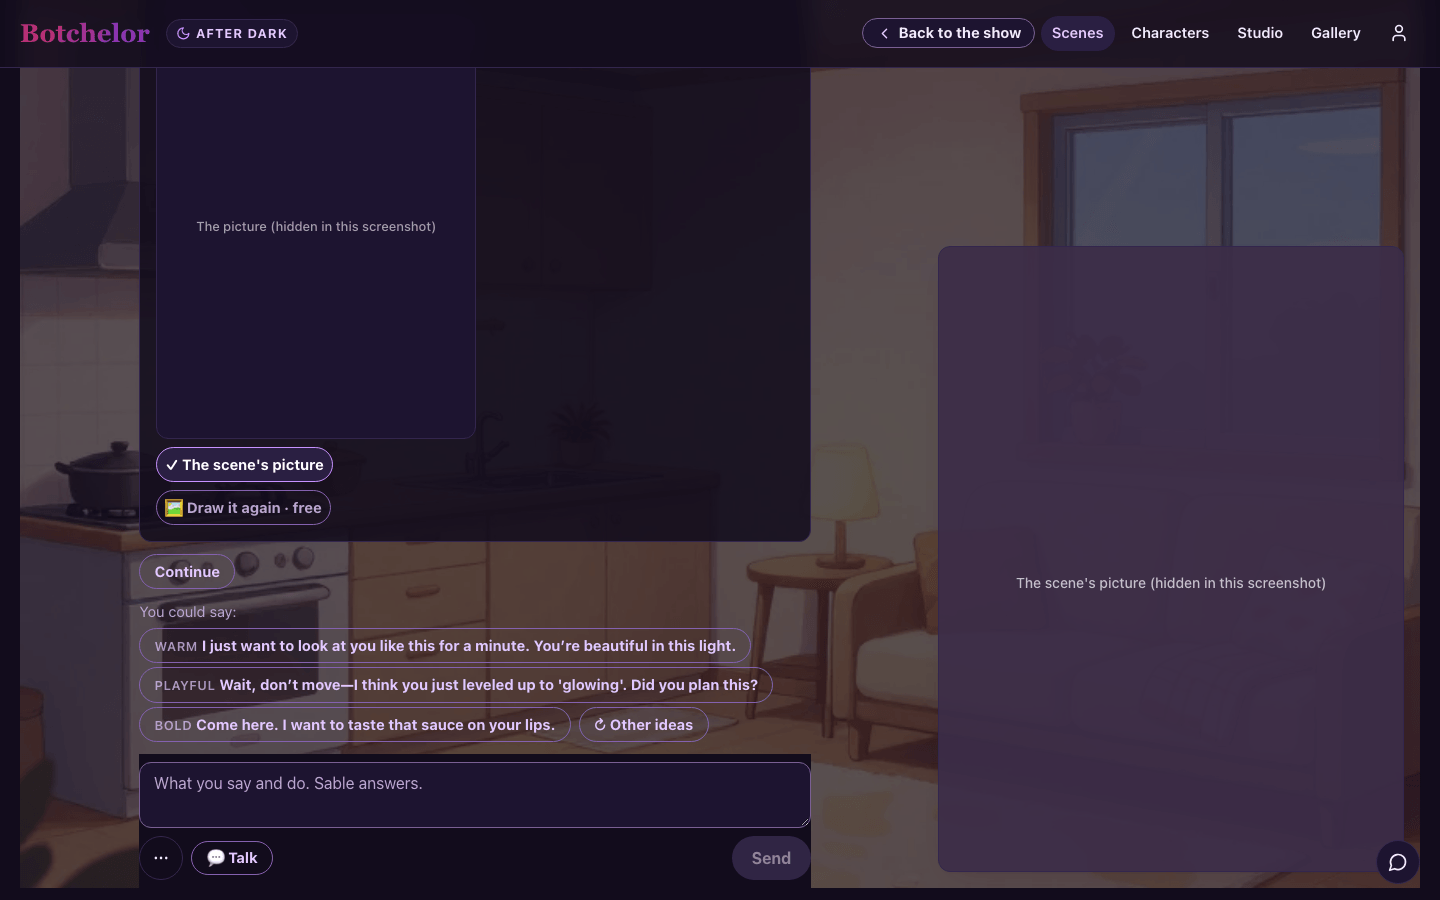 Botchelor
AFTER DARK
Back to the show
Scenes
Characters
Studio
Gallery
The picture (hidden in this screenshot)
✓ The scene's picture
Draw it again · free
Continue
You could say:
WARM I just want to look at you like this for a minute. You’re beautiful in this light.
PLAYFUL Wait, don’t move—I think you just leveled up to 'glowing'. Did you plan this?
BOLD Come here. I want to taste that sauce on your lips.
↻ Other ideas
What you say and do. Sable answers.
Talk
Send
The scene's picture (hidden in this screenshot)